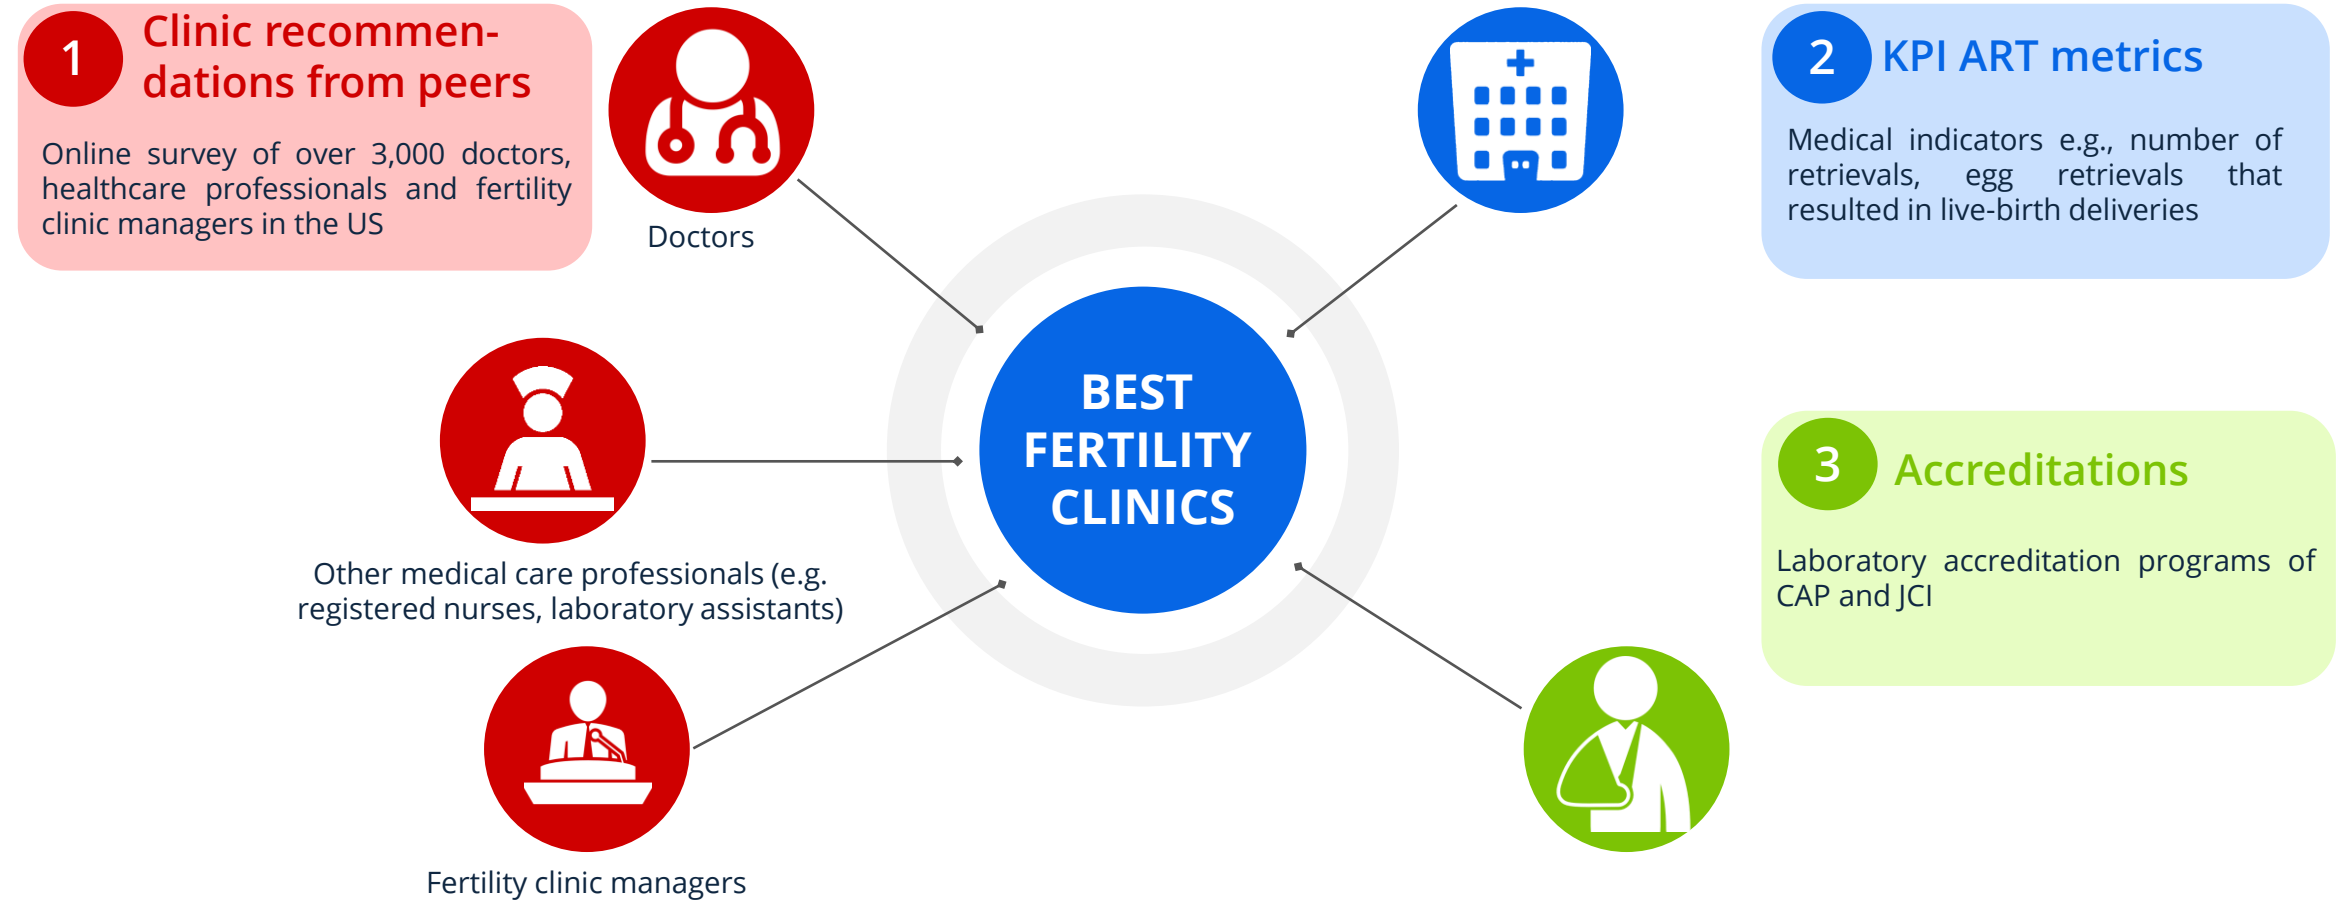 1
Clinic recommen-
dations from peers
Online survey of over 3,000 doctors,
healthcare professionals and fertility
clinic managers in the US
Doctors
Other medical care professionals (e.g.
registered nurses, laboratory assistants)
Fertility clinic managers
BEST
FERTILITY
CLINICS
2
KPI ART metrics
Medical indicators e.g., number of
retrievals, egg retrievals that
resulted in live-birth deliveries
3
Accreditations
Laboratory accreditation programs of
CAP and JCI